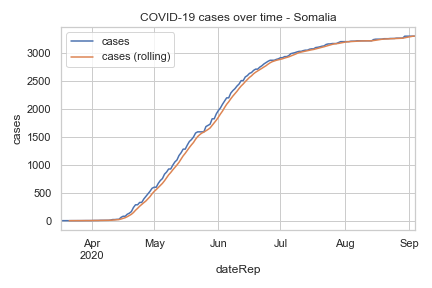 COVID-19 cases over time - Somalia
cases
cases (rolling)
3000
2500
2000
1500
1000
500
0
cases
Apr
2020
May
Jun
Jul
Aug
Sep
dateRep